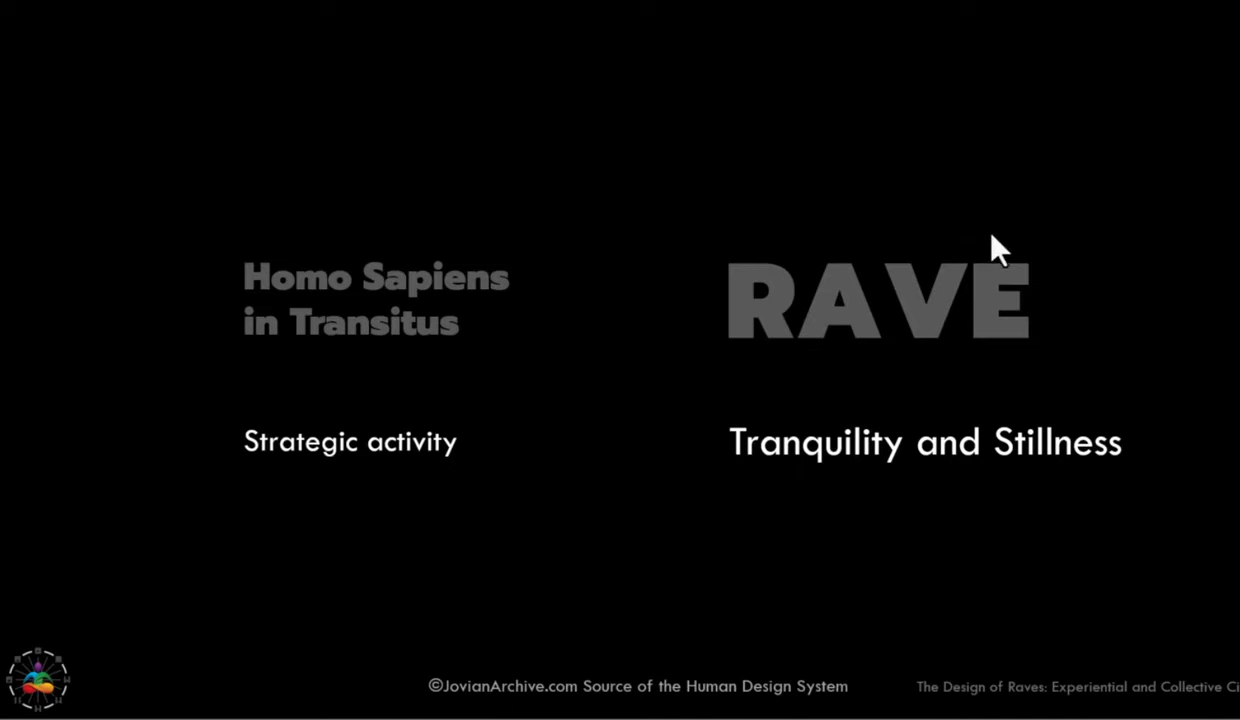 Homo Sapiens
in Transitus
RAVE
Strategic activity
Tranquility and Stillness
©JovianArchive.com Source of the Human Design System
The Design of Raves: Experiential and Collective Ci